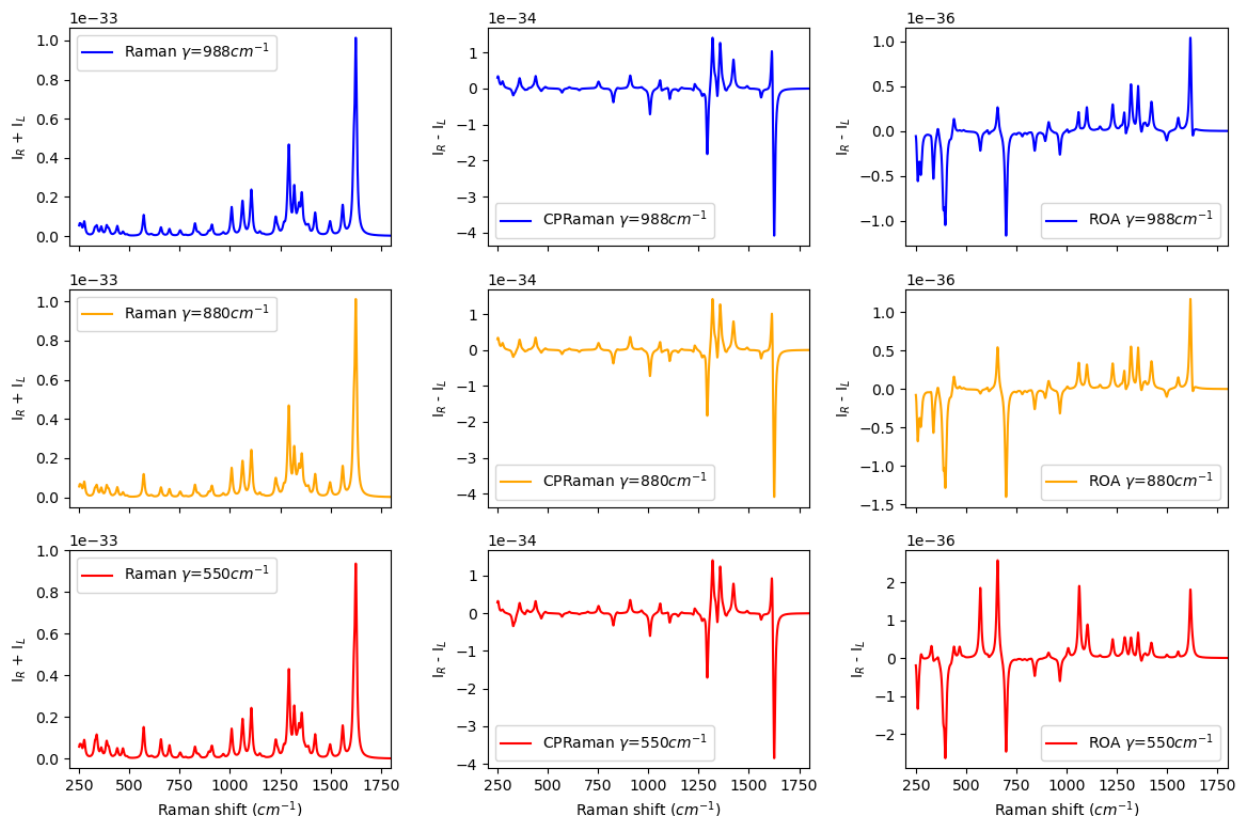 1e−33
1.0
0.8
0.6
0.4
0.2
0.0
I_R + I_L
Raman γ=988cm⁻¹
1e−34
1
0
−1
−2
−3
−4
I_R - I_L
CPRaman γ=988cm⁻¹
1e−36
1.0
0.5
0.0
−0.5
−1.0
I_R - I_L
ROA γ=988cm⁻¹
1e−33
1.0
0.8
0.6
0.4
0.2
0.0
I_R + I_L
Raman γ=880cm⁻¹
1e−34
1
0
−1
−2
−3
−4
I_R - I_L
CPRaman γ=880cm⁻¹
1e−36
1.0
0.5
0.0
−0.5
−1.0
−1.5
I_R - I_L
ROA γ=880cm⁻¹
1e−33
1.0
0.8
0.6
0.4
0.2
0.0
I_R + I_L
Raman γ=550cm⁻¹
250 500 750 1000 1250 1500 1750
Raman shift (cm⁻¹)
1e−34
1
0
−1
−2
−3
−4
I_R - I_L
CPRaman γ=550cm⁻¹
250 500 750 1000 1250 1500 1750
Raman shift (cm⁻¹)
1e−36
2
1
0
−1
−2
I_R - I_L
ROA γ=550cm⁻¹
250 500 750 1000 1250 1500 1750
Raman shift (cm⁻¹)